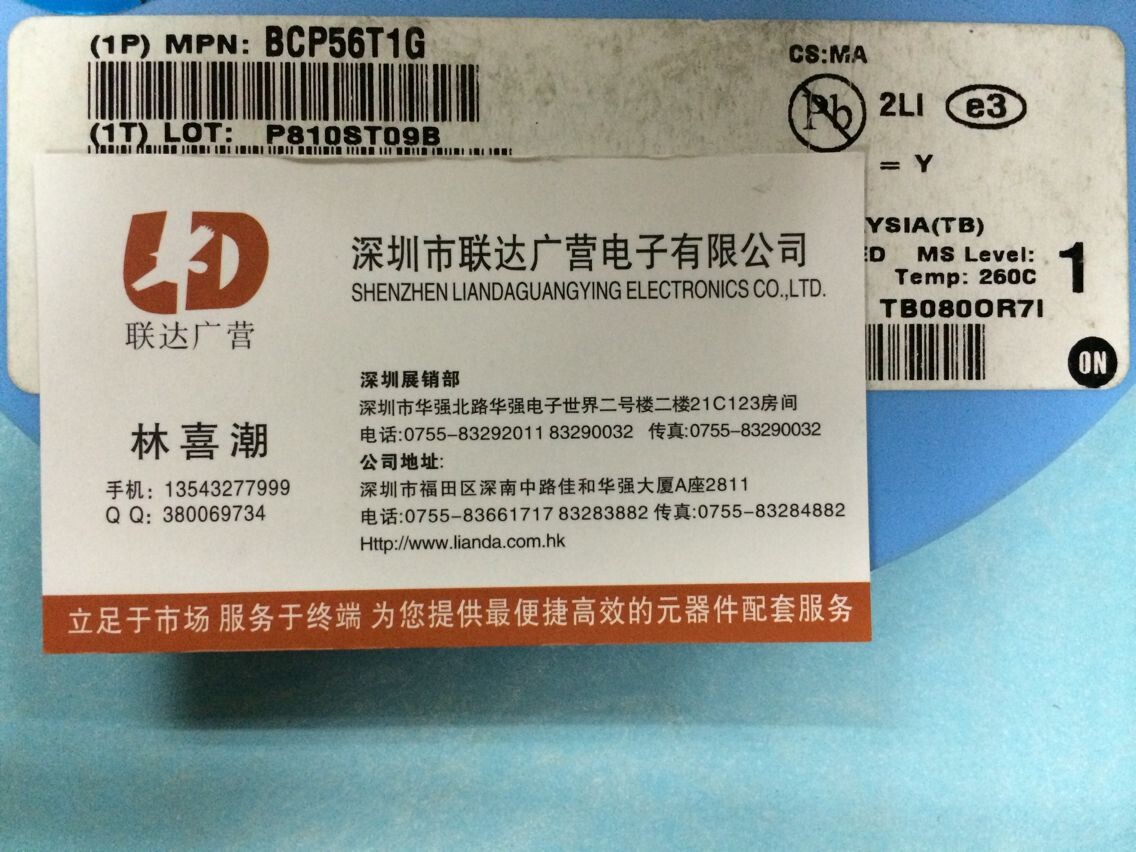 (1P) MPN: BCP56T1G
(1T) LOT: P810ST09B
CS:MA
Pb
2LI
e3
= Y
YSIA(TB)
ED MS Level: 1
Temp: 260C
TB080OR7I
ON
LD
联达广营
深圳市联达广营电子有限公司
SHENZHEN LIANDAGUANGYING ELECTRONICS CO.,LTD.
林喜潮
手机: 13543277999
Q Q: 380069734
深圳展销部
深圳市华强北路华强电子世界二号楼二楼21C123房间
电话:0755-83292011 83290032 传真:0755-83290032
公司地址:
深圳市福田区深南中路佳和华强大厦A座2811
电话:0755-83661717 83283882 传真:0755-83284882
Http://www.lianda.com.hk
立足于市场 服务于终端 为您提供最便捷高效的元器件配套服务